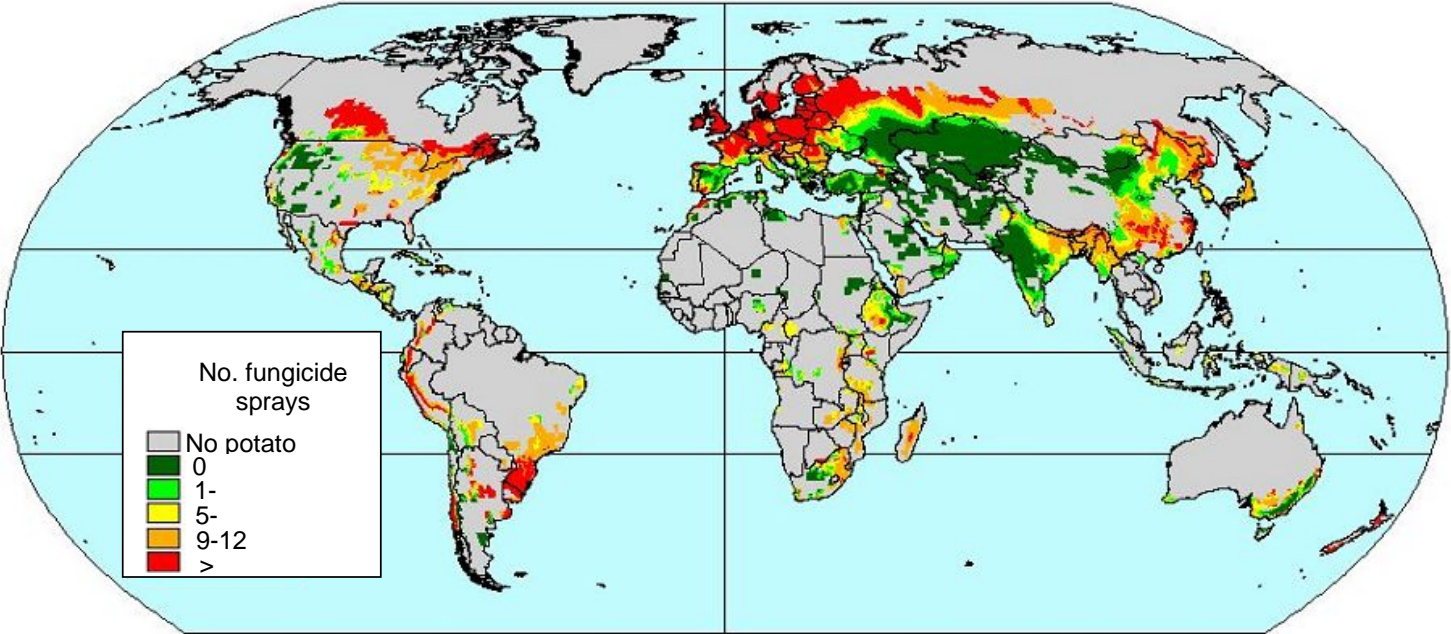 No. fungicide
sprays
No potato
0
1-
5-
9-12
>